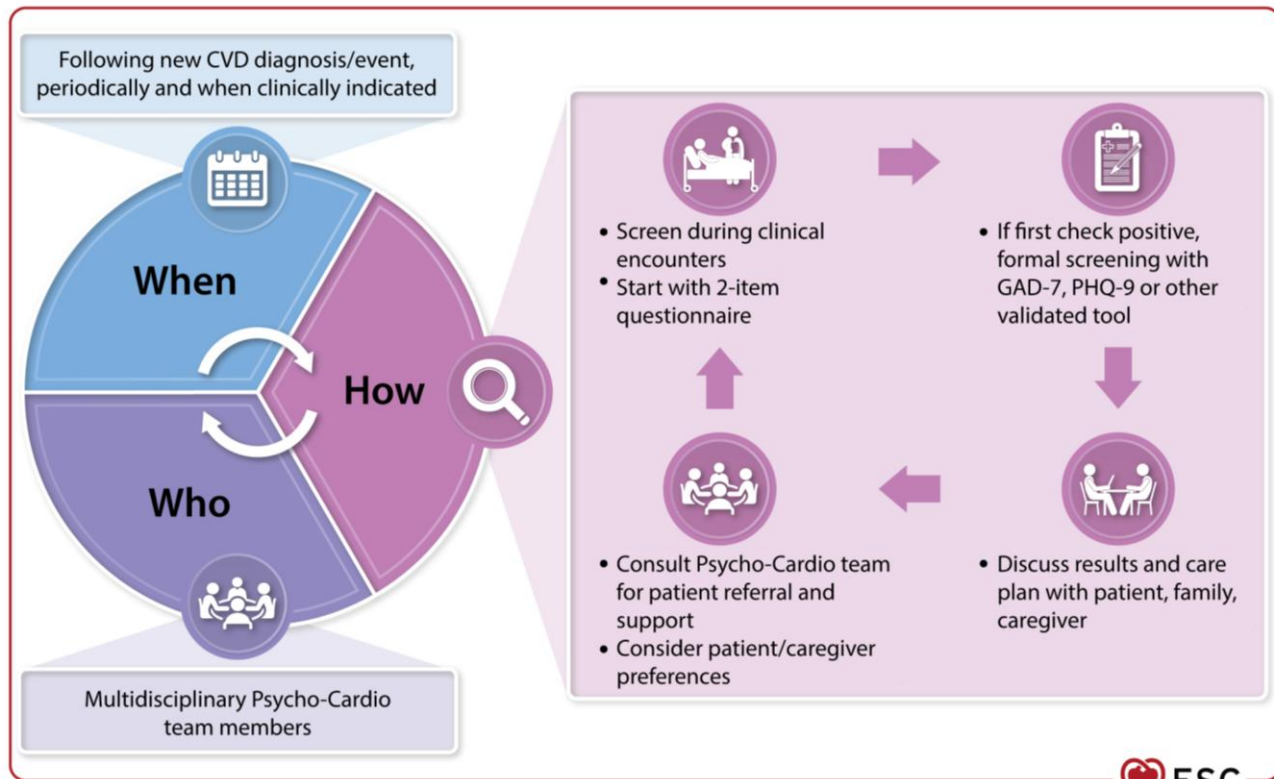 Following new CVD diagnosis/event,
periodically and when clinically indicated
When
How
Who
Multidisciplinary Psycho-Cardio
team members
• Screen during clinical
encounters
• Start with 2-item
questionnaire
• If first check positive,
formal screening with
GAD-7, PHQ-9 or other
validated tool
• Consult Psycho-Cardio team
for patient referral and
support
• Consider patient/caregiver
preferences
• Discuss results and care
plan with patient, family,
caregiver
ESC